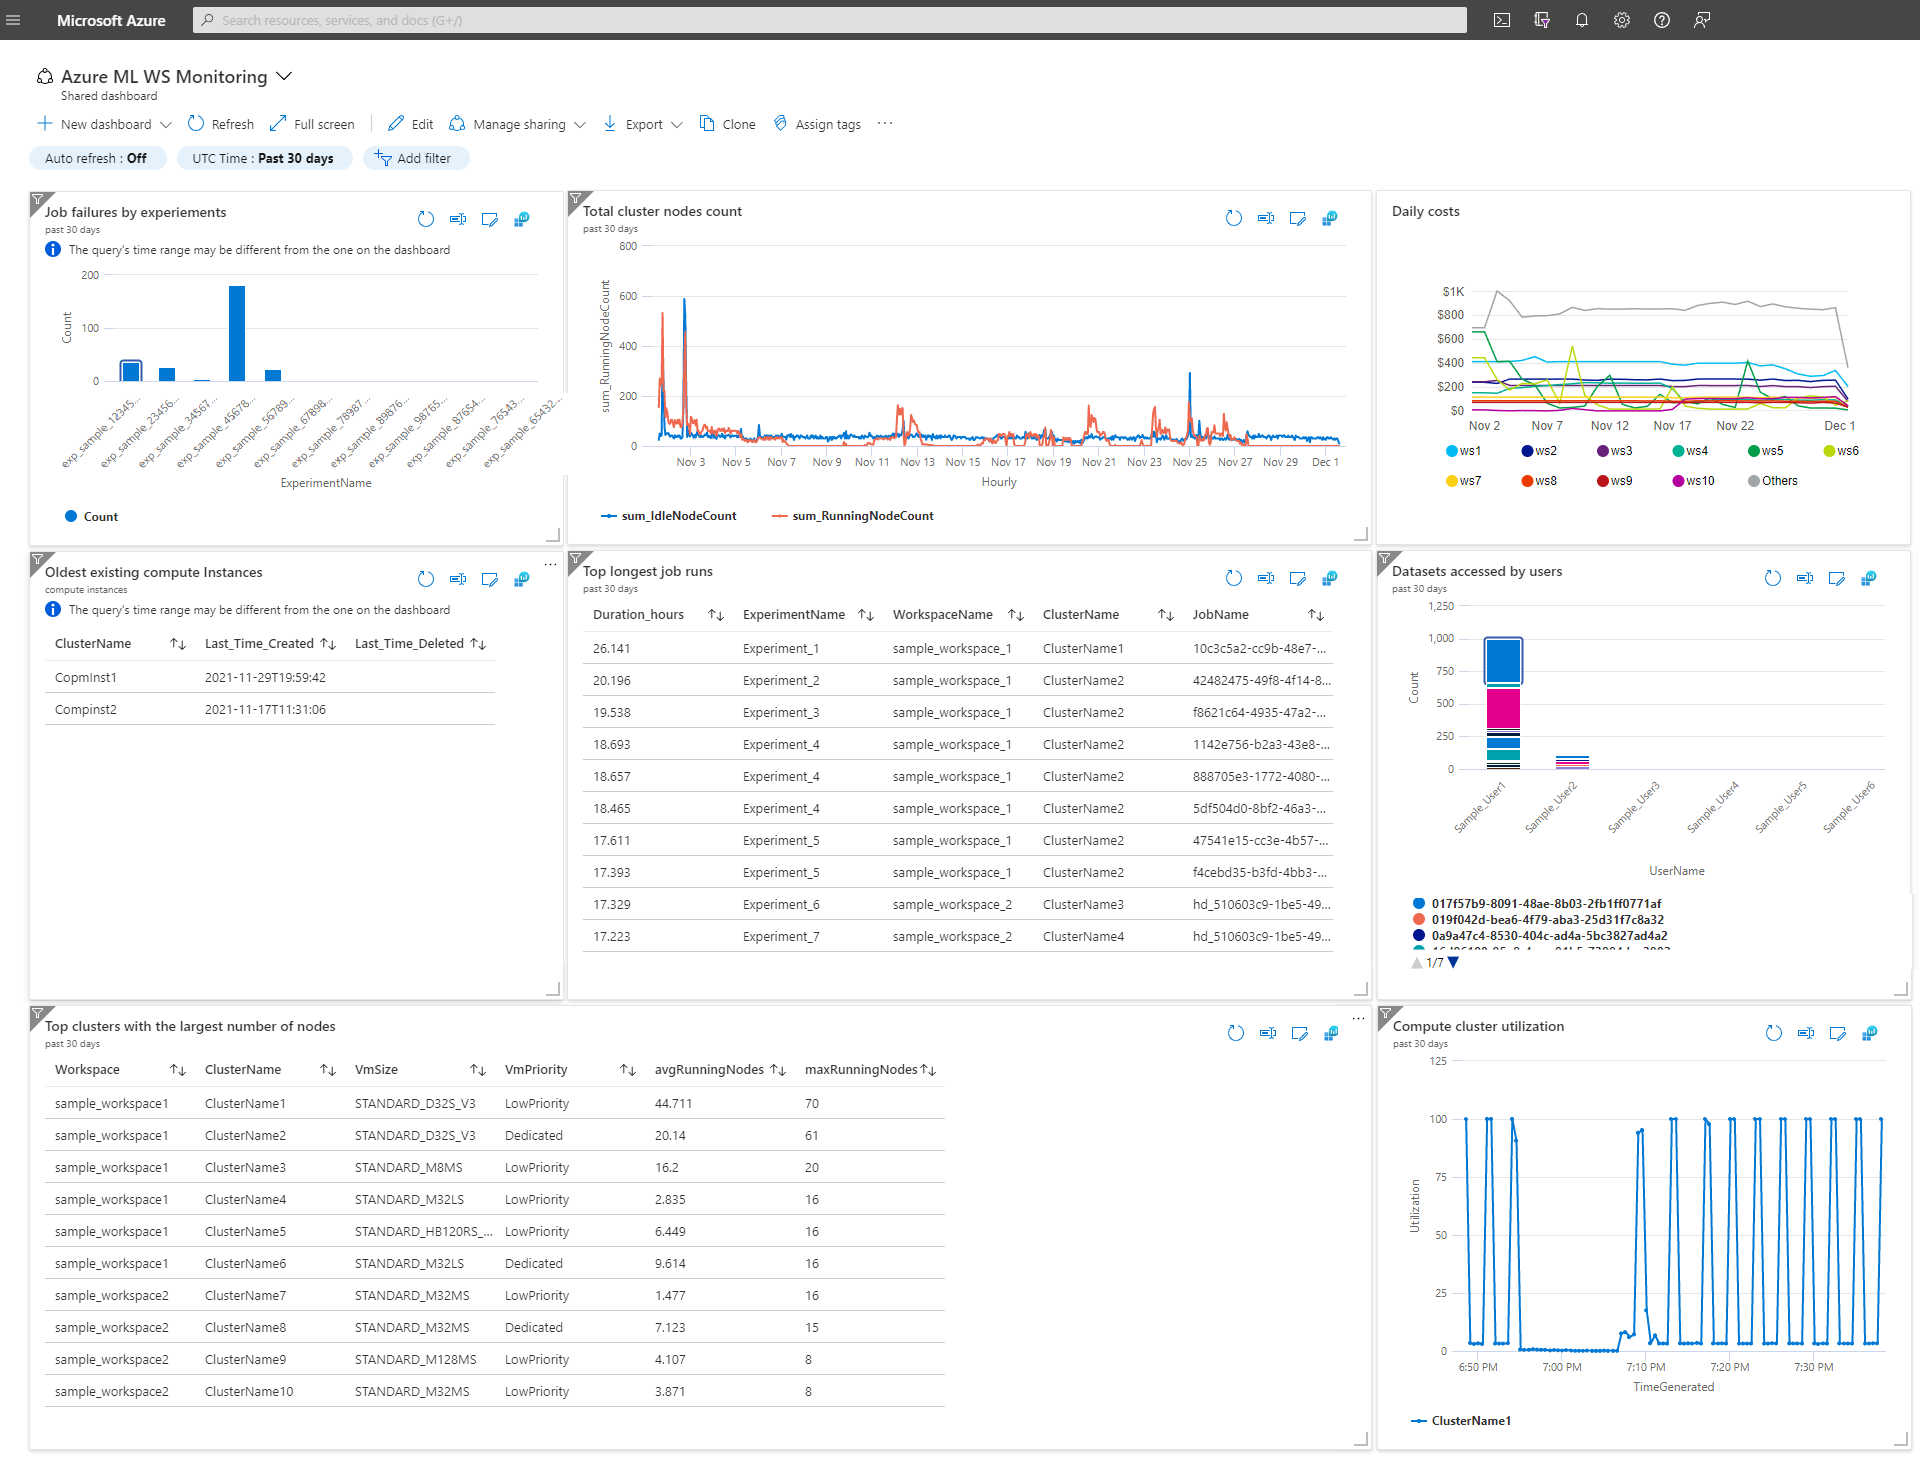 Microsoft Azure
Search resources, services, and docs (G+/)
Azure ML WS Monitoring
Shared dashboard
New dashboard Refresh Full screen Edit Manage sharing Export Clone Assign tags ...
Auto refresh : Off UTC Time : Past 30 days Add filter
Job failures by experiements
past 30 days
The query's time range may be different from the one on the dashboard
200
100
0
Count
exp_sample_12345...
exp_sample_23456...
exp_sample_34567...
exp_sample_45678...
exp_sample_56789...
exp_sample_67898...
exp_sample_78987...
exp_sample_89876...
exp_sample_98765...
exp_sample_87654...
exp_sample_76543...
exp_sample_65432...
ExperimentName
Count
Total cluster nodes count
past 30 days
800
600
400
200
0
sum_RunningNodeCount
Nov 3 Nov 5 Nov 7 Nov 9 Nov 11 Nov 13 Nov 15 Nov 17 Nov 19 Nov 21 Nov 23 Nov 25 Nov 27 Nov 29 Dec 1
Hourly
sum_IdleNodeCount sum_RunningNodeCount
Daily costs
$1K
$800
$600
$400
$200
$0
Nov 2 Nov 7 Nov 12 Nov 17 Nov 22 Dec 1
ws1 ws2 ws3 ws4 ws5 ws6
ws7 ws8 ws9 ws10 Others
Oldest existing compute Instances
compute instances
The query's time range may be different from the one on the dashboard
ClusterName Last_Time_Created Last_Time_Deleted
CopmInst1 2021-11-29T19:59:42
Compinst2 2021-11-17T11:31:06
Top longest job runs
past 30 days
Duration_hours ExperimentName WorkspaceName ClusterName JobName
26.141 Experiment_1 sample_workspace_1 ClusterName1 10c3c5a2-cc9b-48e7-...
20.196 Experiment_2 sample_workspace_1 ClusterName2 42482475-49f8-4f14-8...
19.538 Experiment_3 sample_workspace_1 ClusterName2 f8621c64-4935-47a2-...
18.693 Experiment_4 sample_workspace_1 ClusterName2 1142e756-b2a3-43e8-...
18.657 Experiment_4 sample_workspace_1 ClusterName2 888705e3-1772-4080-...
18.465 Experiment_4 sample_workspace_1 ClusterName2 5df504d0-8bf2-46a3-...
17.611 Experiment_5 sample_workspace_1 ClusterName2 47541e15-cc3e-4b57-...
17.393 Experiment_5 sample_workspace_1 ClusterName2 f4cebd35-b3fd-4bb3-...
17.329 Experiment_6 sample_workspace_2 ClusterName3 hd_510603c9-1be5-49...
17.223 Experiment_7 sample_workspace_2 ClusterName4 hd_510603c9-1be5-49...
Datasets accessed by users
past 30 days
1,250
1,000
750
500
250
0
Count
Sample_User1 Sample_User2 Sample_User3 Sample_User4 Sample_User5 Sample_User6
UserName
017f57b9-8091-48ae-8b03-2fb1ff0771af
019f042d-bea6-4f79-aba3-25d31f7c8a32
0a9a47c4-8530-404c-ad4a-5bc3827ad4a2
1/7
Top clusters with the largest number of nodes
past 30 days
Workspace ClusterName VmSize VmPriority avgRunningNodes maxRunningNodes
sample_workspace1 ClusterName1 STANDARD_D32S_V3 LowPriority 44.711 70
sample_workspace1 ClusterName2 STANDARD_D32S_V3 Dedicated 20.14 61
sample_workspace1 ClusterName3 STANDARD_M8MS LowPriority 16.2 20
sample_workspace1 ClusterName4 STANDARD_M32LS LowPriority 2.835 16
sample_workspace1 ClusterName5 STANDARD_HB120RS_... LowPriority 6.449 16
sample_workspace1 ClusterName6 STANDARD_M32LS Dedicated 9.614 16
sample_workspace2 ClusterName7 STANDARD_M32MS LowPriority 1.477 16
sample_workspace2 ClusterName8 STANDARD_M32MS Dedicated 7.123 15
sample_workspace2 ClusterName9 STANDARD_M128MS LowPriority 4.107 8
sample_workspace2 ClusterName10 STANDARD_M32MS LowPriority 3.871 8
Compute cluster utilization
past 30 days
125
100
75
50
25
0
Utilization
6:50 PM 7:00 PM 7:10 PM 7:20 PM 7:30 PM
TimeGenerated
ClusterName1